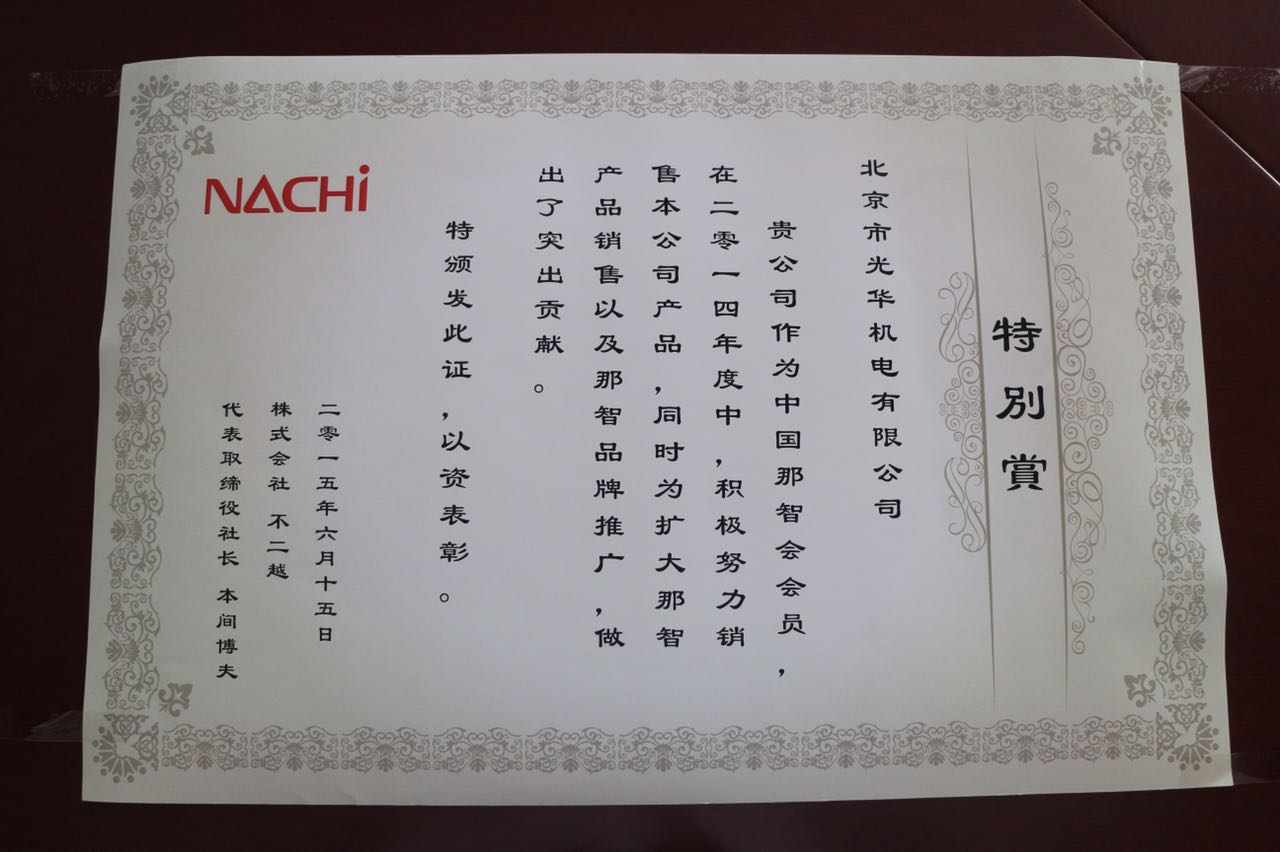 特別賞
北京市光华机电有限公司
贵公司作为中国那智会会员，
在二零一四年度中，积极努力销
售本公司产品，同时为扩大那智
产品销售以及那智品牌推广，做
出了突出贡献。
特颁发此证，以资表彰。
二零一五年六月十五日
株式会社 不二越
代表取缔役社长 本间博夫
NACHi